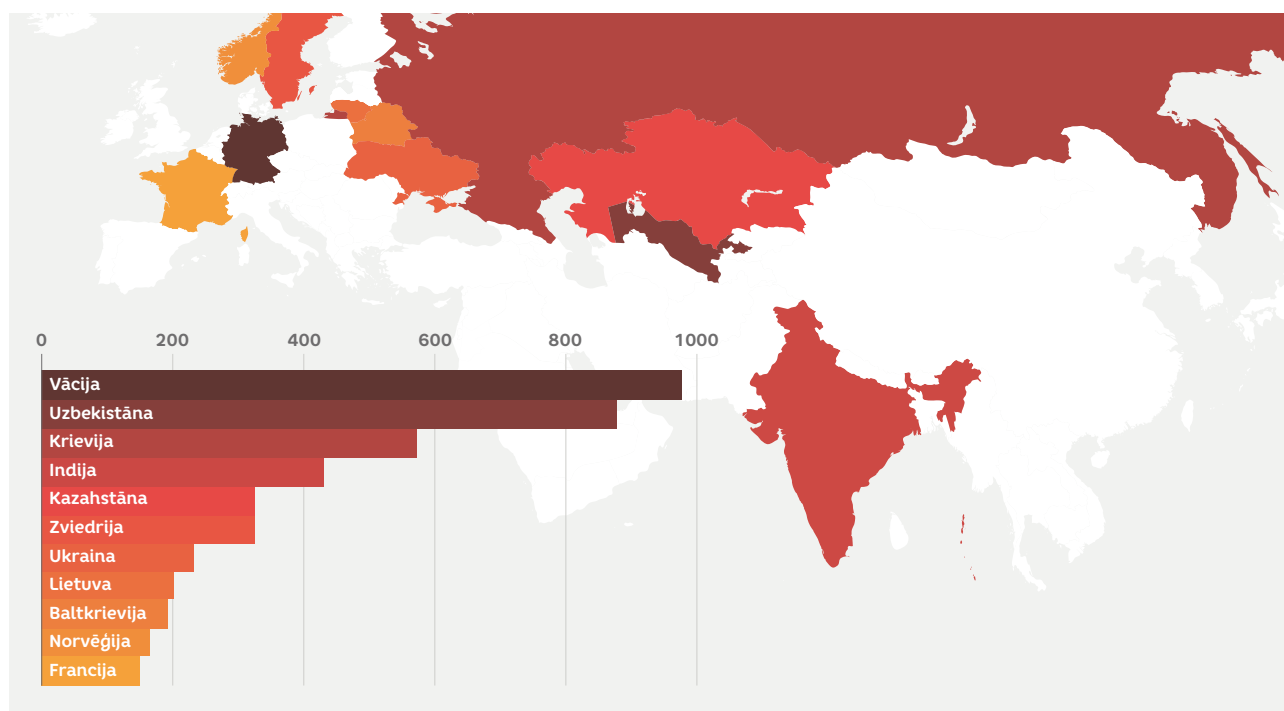 0 200 400 600 800 1000
Vācija
Uzbekistāna
Krievija
Indija
Kazahstāna
Zviedrija
Ukraina
Lietuva
Baltkrievija
Norvēģija
Francija